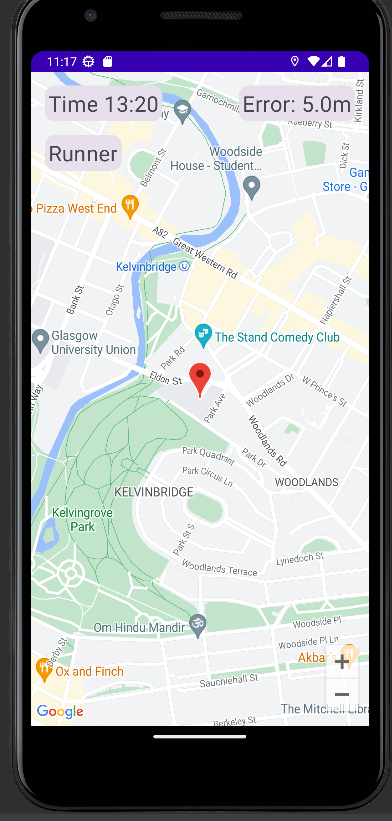 11:17
Time 13:20
Error: 5.0m
Runner
Garriochmill
Kirkland St
Raeberry St
Dick St
Belmont St
Woodside
House - Student...
Gar
Store - G
Pizza West End
A82
Great Western Rd
Kelvinbridge
Bank St
Otago St
Napiershall St
Glasgow
University Union
The Stand Comedy Club
Park Rd
Eldon St
Woodlands Dr
W Prince's St
Park Ave
Woodlands Rd
Park Quadrant
Park Dr
Park Circus Ln
KELVINBRIDGE
WOODLANDS
Kelvingrove
Park
Park St S
Lynedoch St
Woodlands Terrace
Om Hindu Mandir
Woodside Pl
Woodside Pl Ln
Derby St
Akbar's
Ox and Finch
Sauchiehall St
Google
The Mitchell Libra
Berkeley St